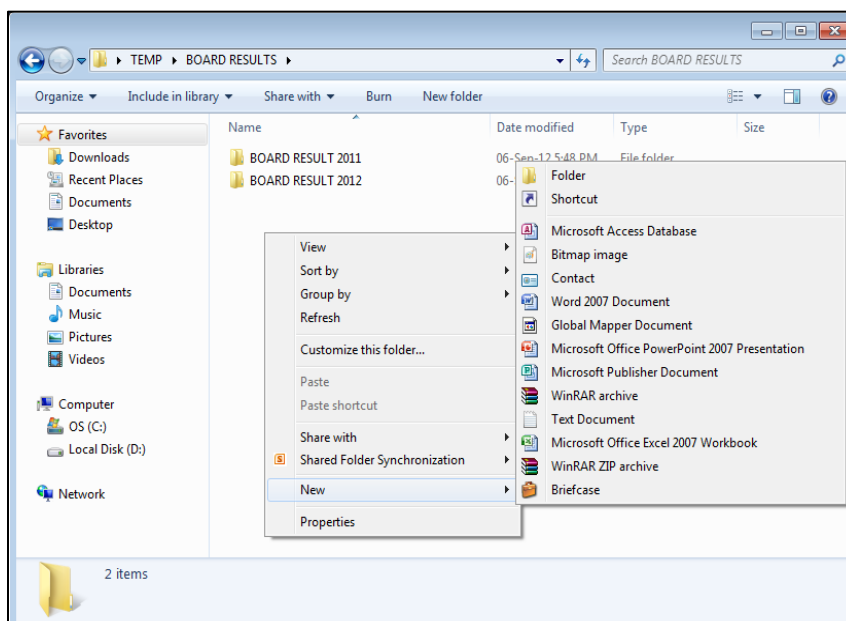 TEMP ▸ BOARD RESULTS ▸
Search BOARD RESULTS
Organize Include in library Share with Burn New folder
Favorites
Downloads
Recent Places
Documents
Desktop
Libraries
Documents
Music
Pictures
Videos
Computer
OS (C:)
Local Disk (D:)
Network
Name Date modified Type Size
BOARD RESULT 2011 06-Sep-12 5:48 PM File folder
BOARD RESULT 2012 06-
View
Sort by
Group by
Refresh
Customize this folder...
Paste
Paste shortcut
Share with
Shared Folder Synchronization
New
Properties
Folder
Shortcut
Microsoft Access Database
Bitmap image
Contact
Word 2007 Document
Global Mapper Document
Microsoft Office PowerPoint 2007 Presentation
Microsoft Publisher Document
WinRAR archive
Text Document
Microsoft Office Excel 2007 Workbook
WinRAR ZIP archive
Briefcase
2 items